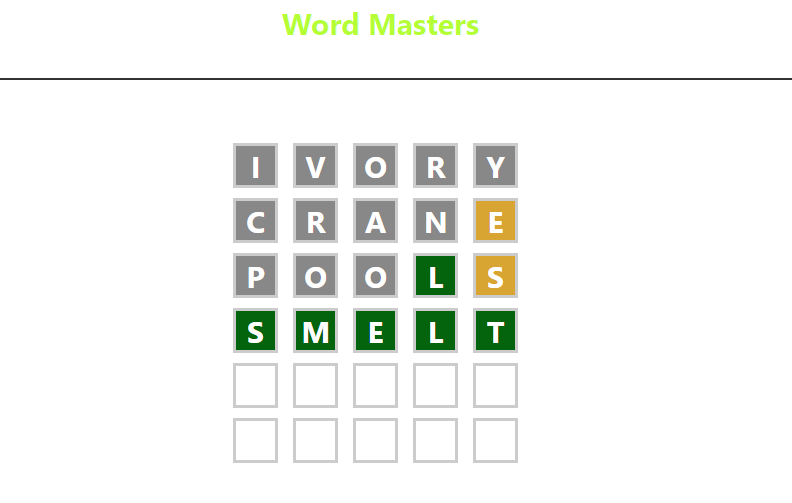 Word Masters
I V O R Y
C R A N E
P O O L S
S M E L T